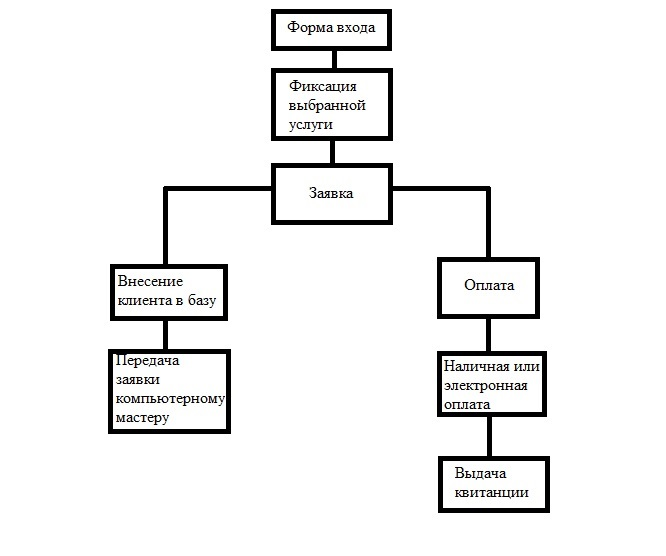 Форма входа
Фиксация
выбранной
услуги
Заявка
Внесение
клиента в базу
Передача
заявки
компьютерному
мастеру
Оплата
Наличная или
электронная
оплата
Выдача
квитанции